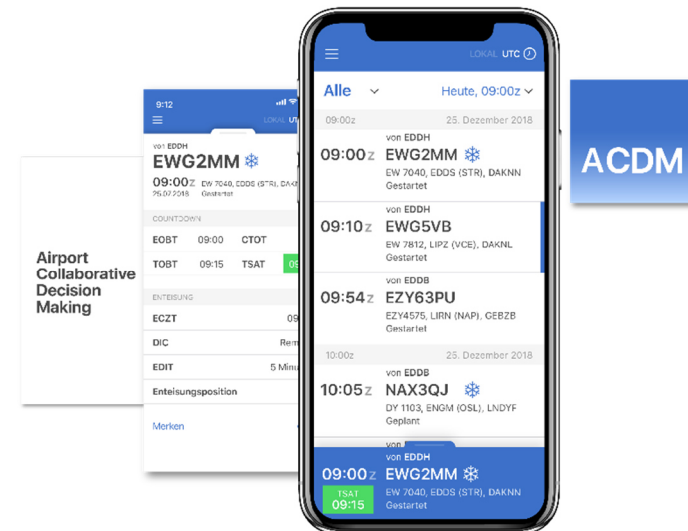 Airport
Collaborative
Decision
Making
9:12
LOKAL
von EDDH
EWG2MM
09:00z EW 7040, EDDS (STR),
25.07.2018 Gestartet
COUNTDOWN
EOBT 09:00 CTOT
TOBT 09:15 TSAT
ENTEISUNG
ECZT
DIC
EDIT
Enteisungsposition
Merken
LOKAL UTC
Alle
Heute, 09:00z
09:00z 25. Dezember 2018
von EDDH
09:00z EWG2MM
EW 7040, EDDS (STR), DAKNN
Gestartet
von EDDH
09:10z EWG5VB
EW 7812, LIPZ (VCE), DAKNL
Gestartet
von EDDB
09:54z EZY63PU
EZY4575, LIRN (NAP), GEBZB
Gestartet
10:00z 25. Dezember 2018
von EDDB
10:05z NAX3QJ
DY 1103, ENGM (OSL), LNDYF
Geplant
von
von EDDH
09:00z EWG2MM
TSAT
09:15
EW 7040, EDDS (STR), DAKNN
Gestartet
ACDM